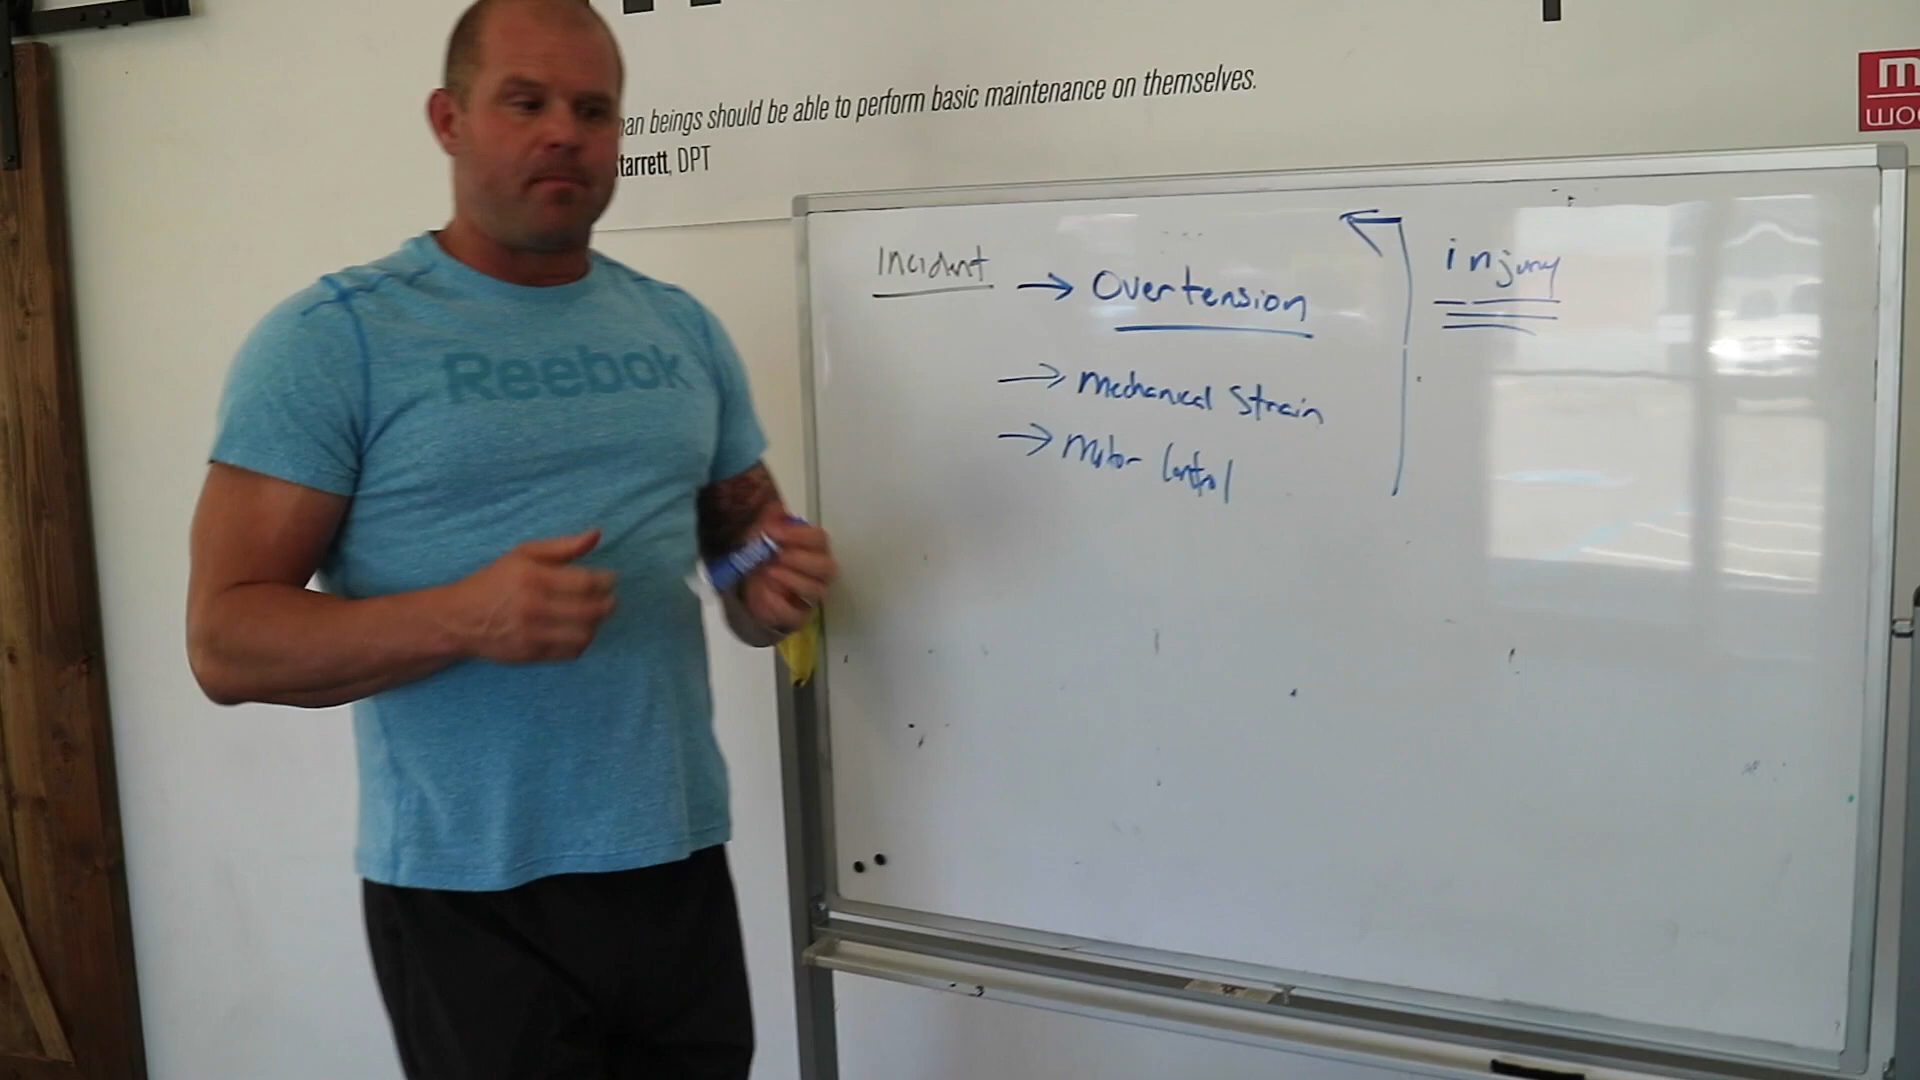 man beings should be able to perform basic maintenance on themselves.
Starrett, DPT
Reebok
Incident → Overtension
→ Mechanical Strain
→ Motor Control
injury